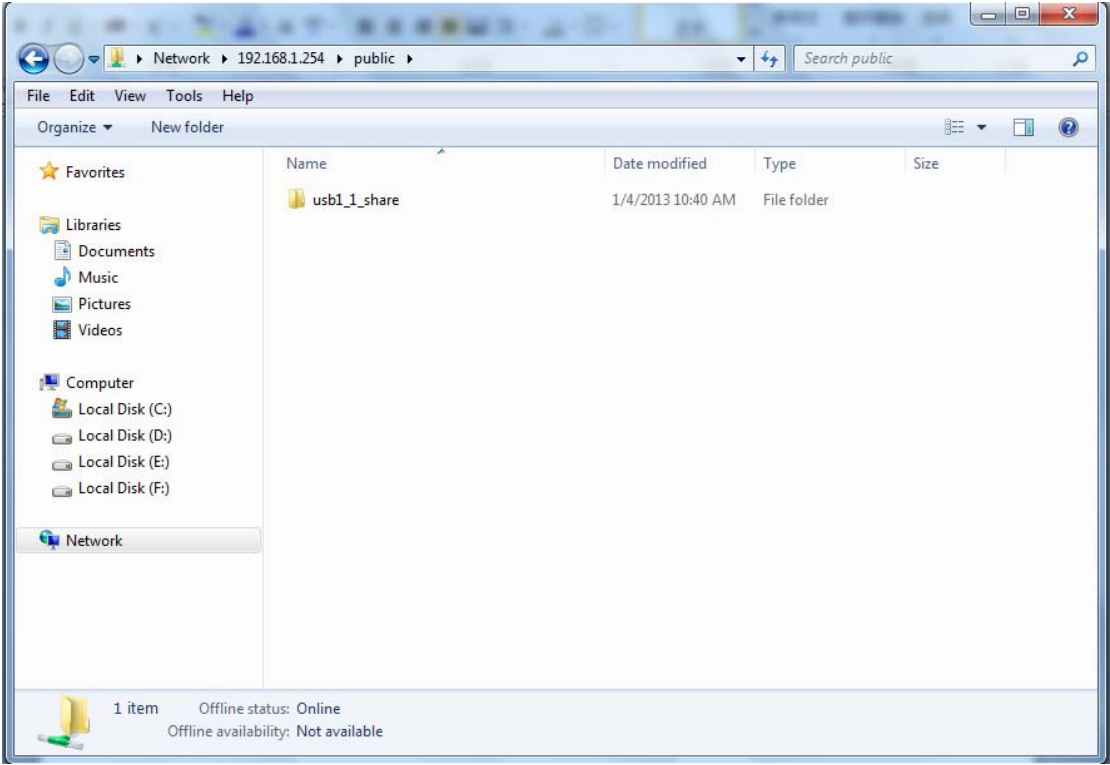 Network ▸ 192.168.1.254 ▸ public ▸
Search public
File Edit View Tools Help
Organize New folder
Name Date modified Type Size
usb1_1_share 1/4/2013 10:40 AM File folder
Favorites
Libraries
Documents
Music
Pictures
Videos
Computer
Local Disk (C:)
Local Disk (D:)
Local Disk (E:)
Local Disk (F:)
Network
1 item Offline status: Online
Offline availability: Not available